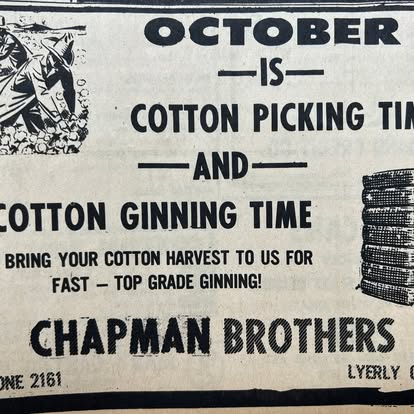 OCTOBER
—IS—
COTTON PICKING TIM
—AND—
COTTON GINNING TIME
BRING YOUR COTTON HARVEST TO US FOR
FAST — TOP GRADE GINNING!
CHAPMAN BROTHERS
ONE 2161
LYERLY G